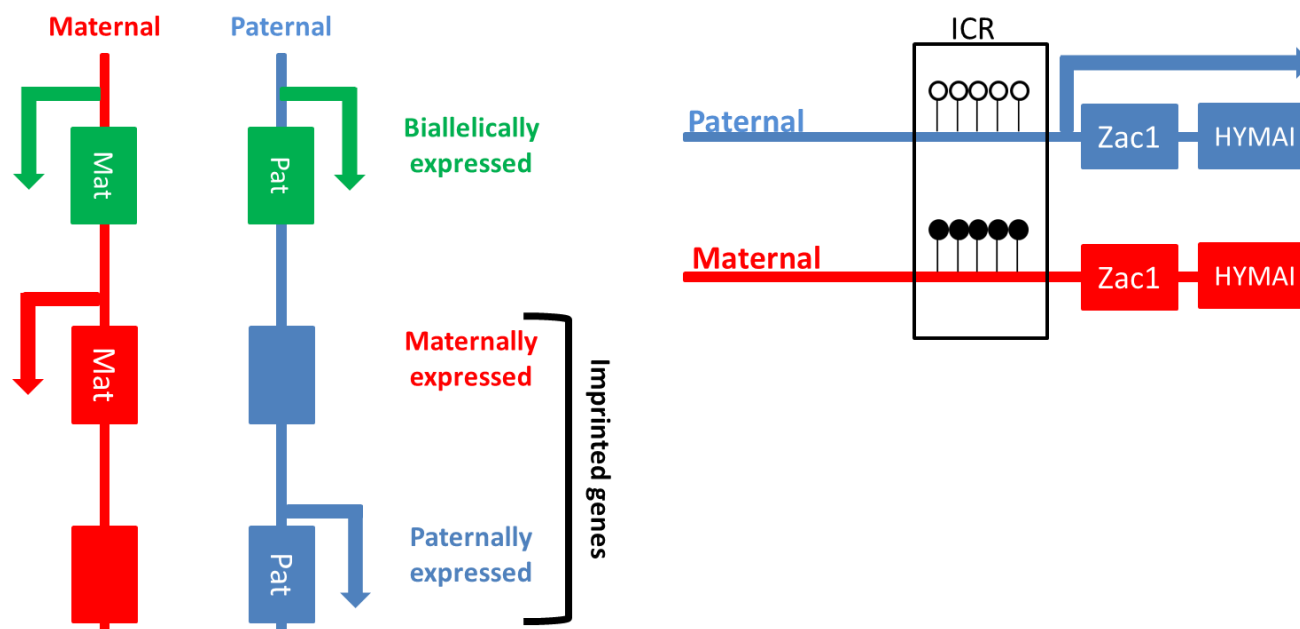 Maternal
Paternal
Mat
Pat
Biallelically
expressed
Mat
Maternally
expressed
Imprinted genes
Pat
Paternally
expressed
ICR
Paternal
Zac1
HYMAI
Maternal
Zac1
HYMAI